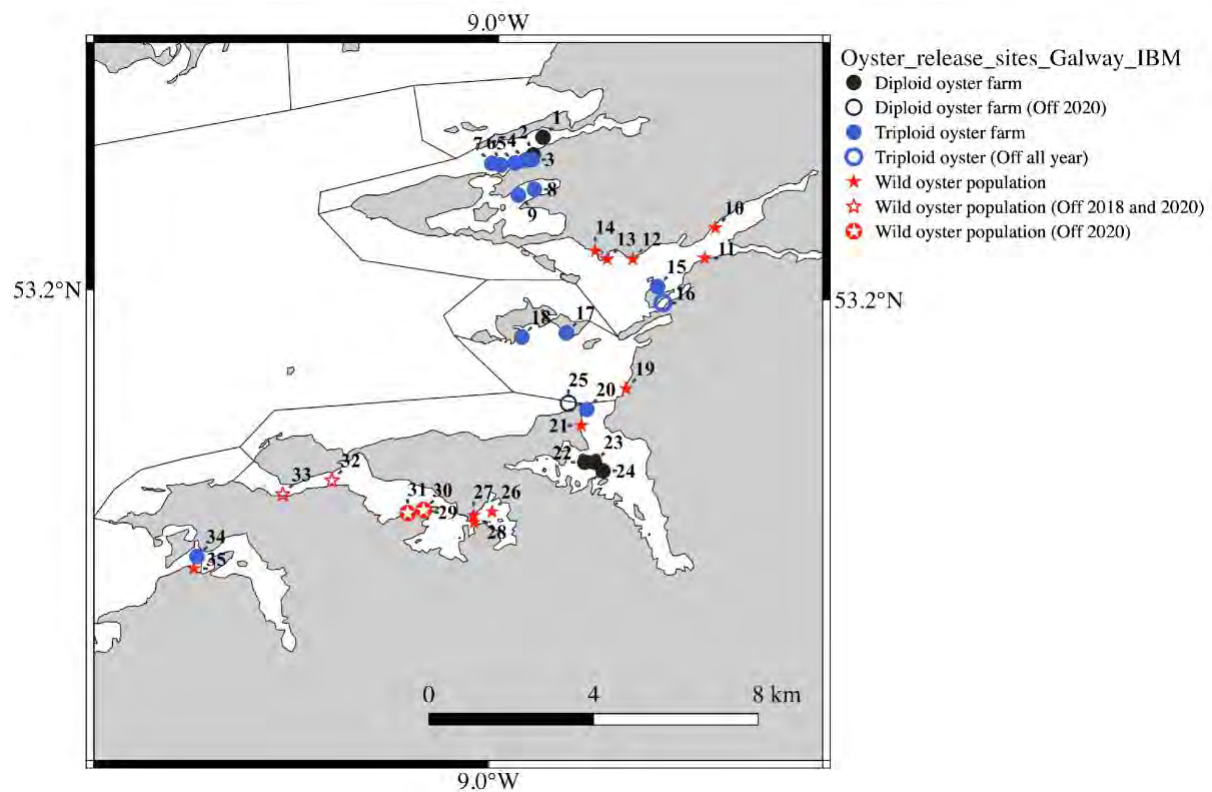 9.0°W
Oyster_release_sites_Galway_IBM
Diploid oyster farm
Diploid oyster farm (Off 2020)
Triploid oyster farm
Triploid oyster (Off all year)
Wild oyster population
Wild oyster population (Off 2018 and 2020)
Wild oyster population (Off 2020)
1
2
7 6 5 4
3
8
9
10
14 13 12
11
15
53.2°N
16
53.2°N
18 17
19
25 20
21
23
22
24
32
33
31 30 27 26
29
28
34
35
0 4 8 km
9.0°W